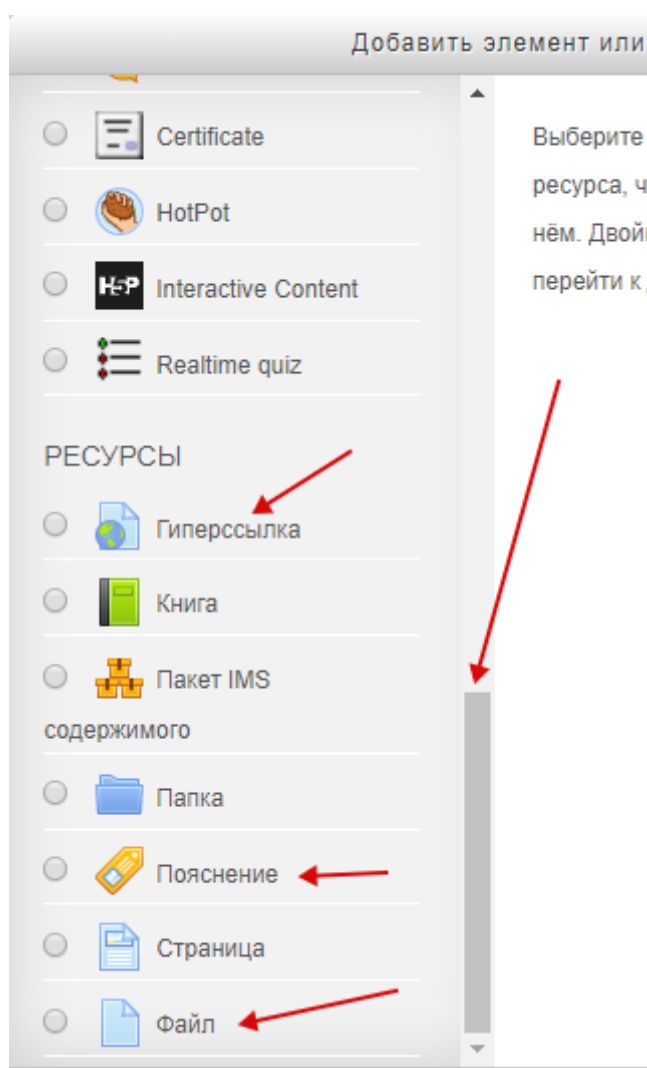 Добавить элемент или
Certificate
Выберите
ресурса, ч
HotPot
нём.
H-P Interactive Content
перейти к
Realtime quiz
РЕСУРСЫ
Гиперссылка
Книга
Пакет IMS
содержимого
Папка
Пояснение
Страница
Файл